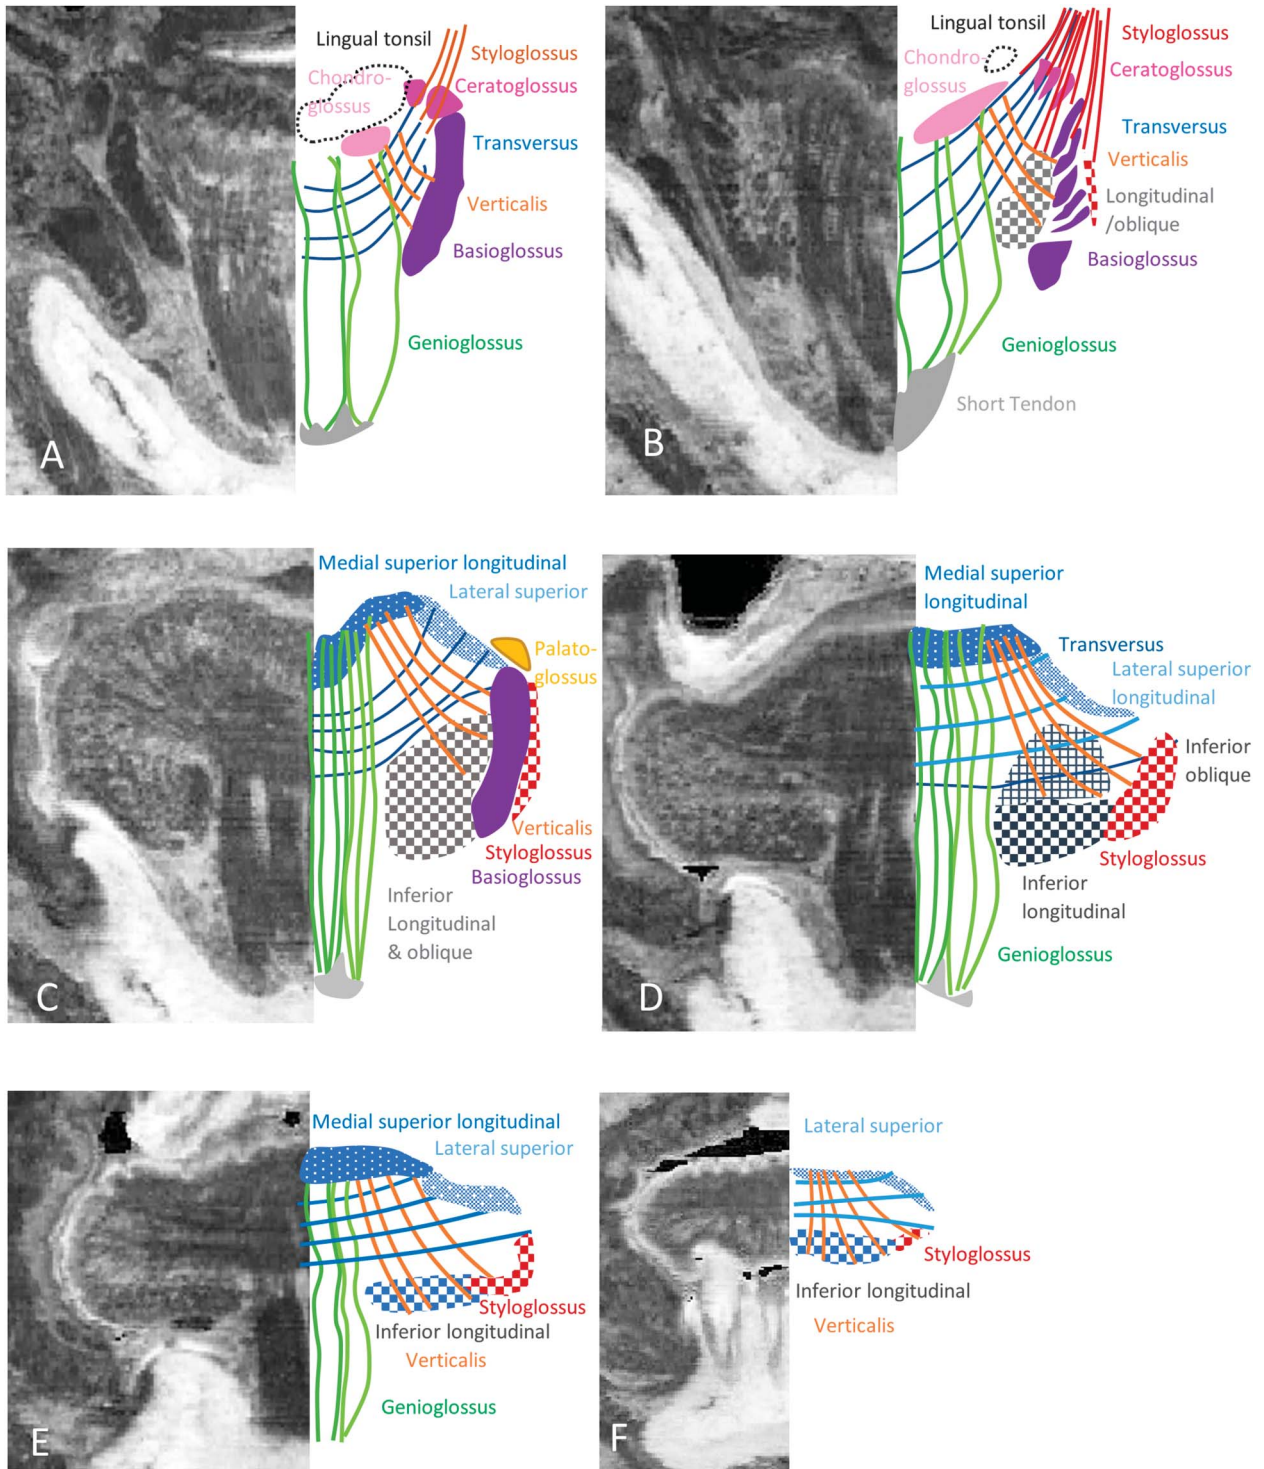 Lingual tonsil
Styloglossus
Chondro-
glossus
Ceratoglossus
Transversus
Verticalis
Basioglossus
Genioglossus
A
Lingual tonsil
Styloglossus
Chondro-
glossus
Ceratoglossus
Transversus
Verticalis
Longitudinal
/oblique
Basioglossus
Genioglossus
Short Tendon
B
Medial superior longitudinal
Lateral superior
Palato-
glossus
Verticalis
Styloglossus
Basioglossus
Inferior
Longitudinal
& oblique
C
Medial superior
longitudinal
Transversus
Lateral superior
longitudinal
Inferior
oblique
Styloglossus
Inferior
longitudinal
Genioglossus
D
Medial superior longitudinal
Lateral superior
Styloglossus
Inferior longitudinal
Verticalis
Genioglossus
E
Lateral superior
Styloglossus
Inferior longitudinal
Verticalis
F